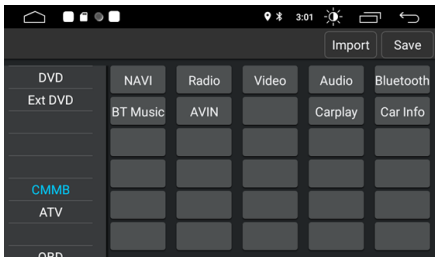 3:01
Import Save
DVD NAVI Radio Video Audio Bluetooth
Ext DVD
BT Music AVIN Carplay Car Info
CMMB
ATV
OBD